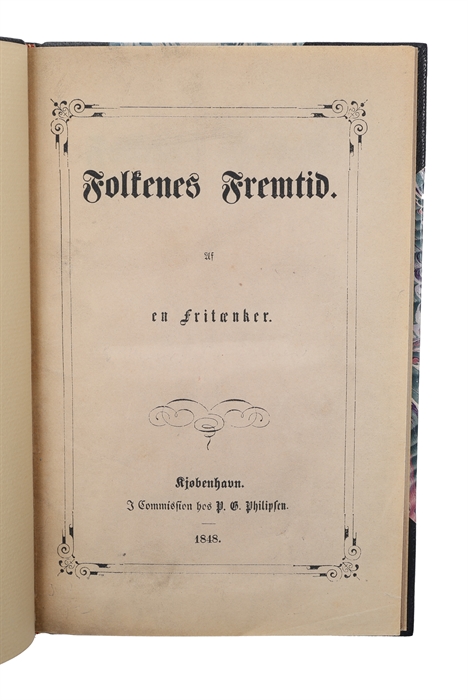 Folkenes Fremtid.
Af
en Fritænker.
Kjøbenhavn.
I Commission hos P. G. Philipsen.
1848.